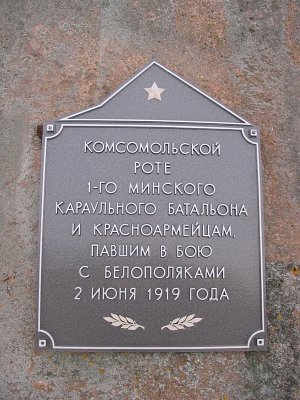 КОМСОМОЛЬСКОЙ
РОТЕ
1-ГО МИНСКОГО
КАРАУЛЬНОГО БАТАЛЬОНА
И КРАСНОАРМЕЙЦАМ,
ПАВШИМ В БОЮ
С БЕЛОПОЛЯКАМИ
2 ИЮНЯ 1919 ГОДА